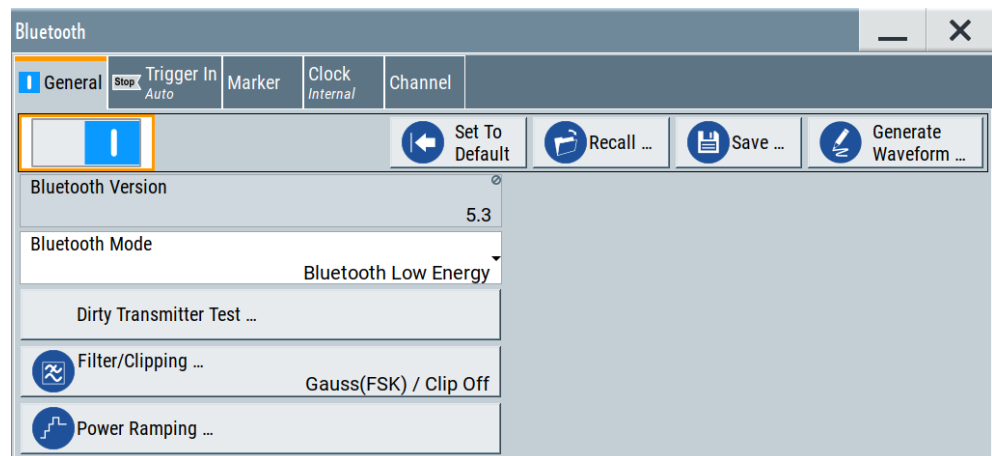 Bluetooth
General
Stop
Trigger In
Auto
Marker
Clock
Internal
Channel
Set To
Default
Recall ...
Save ...
Generate
Waveform ...
Bluetooth Version
5.3
Bluetooth Mode
Bluetooth Low Energy
Dirty Transmitter Test ...
Filter/Clipping ...
Gauss(FSK) / Clip Off
Power Ramping ...